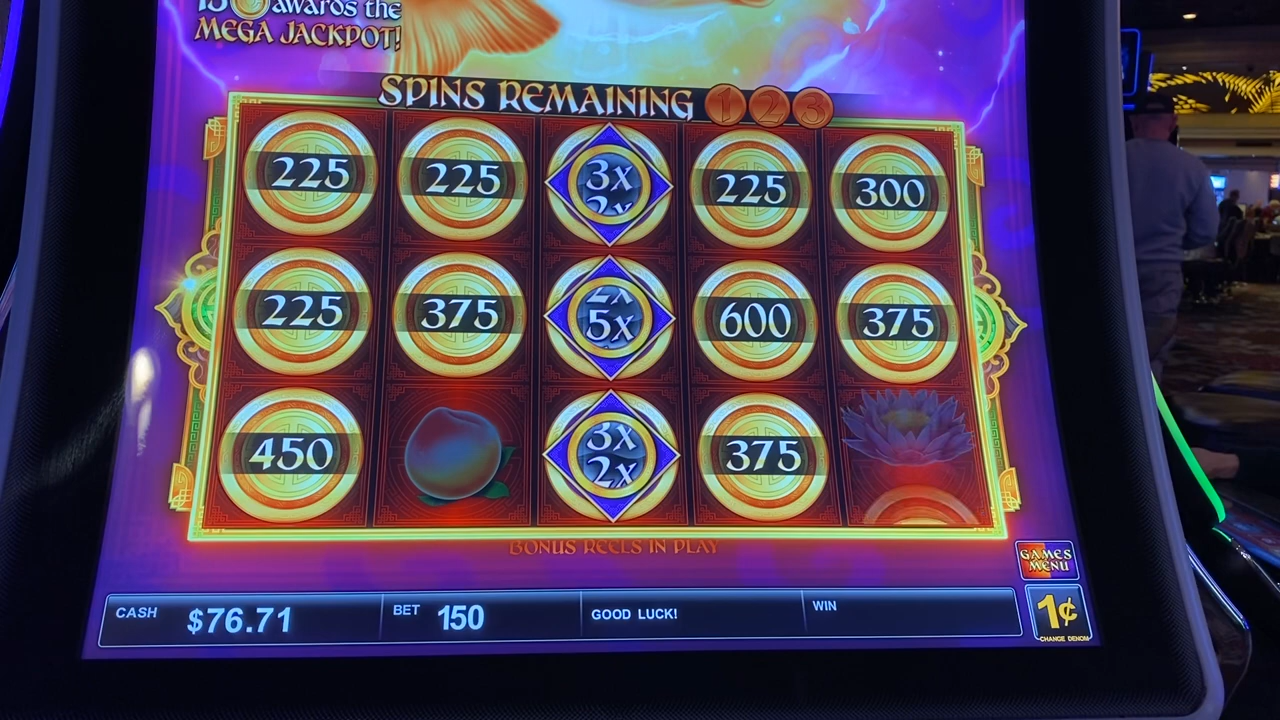 15 awards the
MEGA JACKPOT!
SPINS REMAINING 1 2 3
225 225 3x 2x 225 300
225 375 5x 600 375
450 3x 2x 375
BONUS REELS IN PLAY
GAMES MENU
CASH $76.71 BET 150 GOOD LUCK! WIN
1¢
CHANGE DENOM